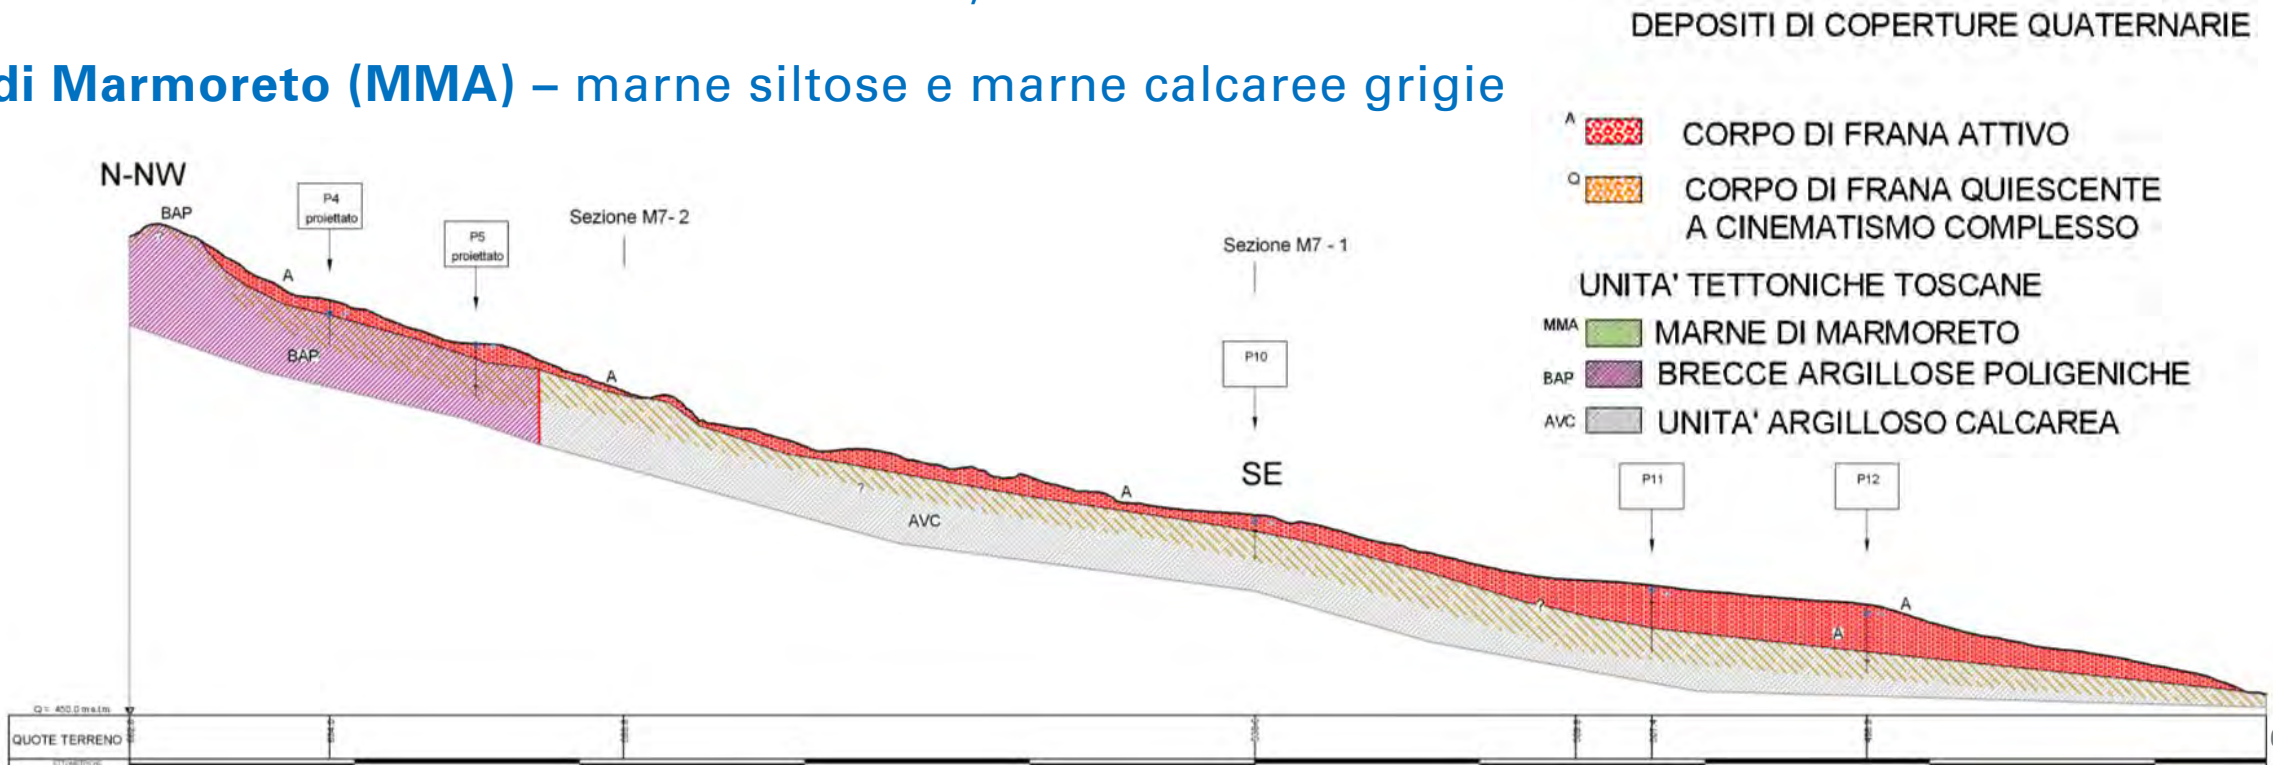 di Marmoreto (MMA) – marne siltose e marne calcaree grigie
DEPOSITI DI COPERTURE QUATERNARIE
A CORPO DI FRANA ATTIVO
Q CORPO DI FRANA QUIESCENTE
A CINEMATISMO COMPLESSO
UNITA' TETTONICHE TOSCANE
MMA MARNE DI MARMORETO
BAP BRECCE ARGILLOSE POLIGENICHE
AVC UNITA' ARGILLOSO CALCAREA
N-NW
BAP
?
P4
proiettato
P5
proiettato
Sezione M7- 2
Sezione M7 - 1
A
BAP
A
P10
SE
A
?
AVC
P11
P12
?
A
A
Q = 450.0 m s.l.m.
QUOTE TERRENO